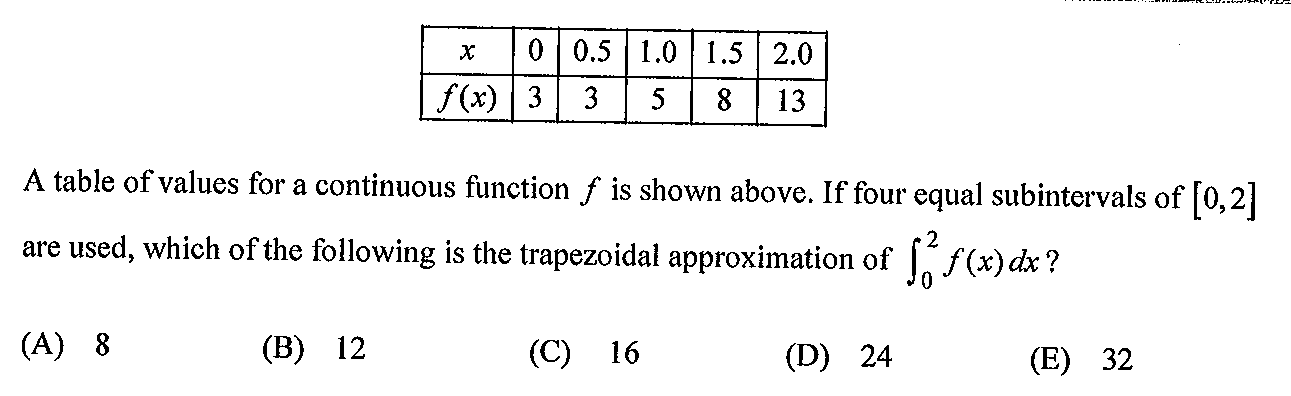 x 0 0.5 1.0 1.5 2.0
f(x) 3 3 5 8 13
A table of values for a continuous function f is shown above. If four equal subintervals of [0,2]
are used, which of the following is the trapezoidal approximation of ∫₀² f(x) dx ?
(A) 8 (B) 12 (C) 16 (D) 24 (E) 32